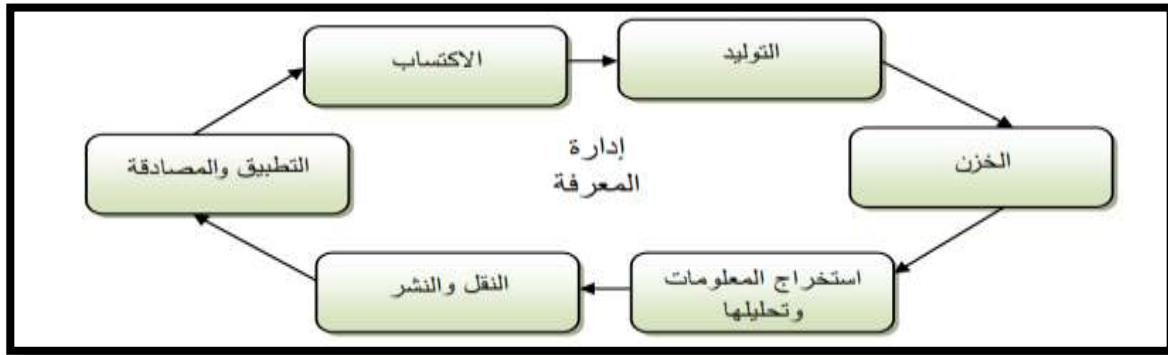 الاكتساب
التوليد
الخزن
استخراج المعلومات
وتحليلها
النقل والنشر
التطبيق والمصادقة
إدارة
المعرفة